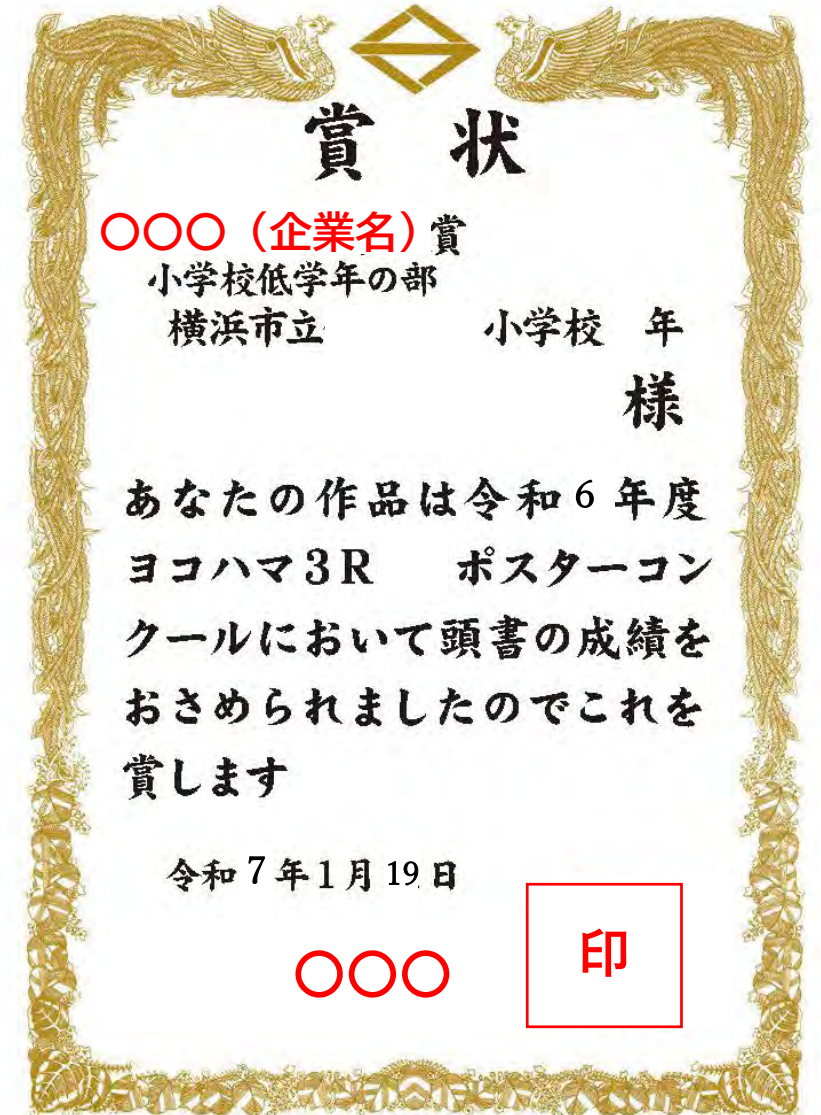 賞 状
〇〇〇（企業名）賞
小学校低学年の部
横浜市立 小学校 年
様
あなたの作品は令和6年度
ヨコハマ3R ポスターコン
クールにおいて頭書の成績を
おさめられましたのでこれを
賞します
令和7年1月19日
〇〇〇
印